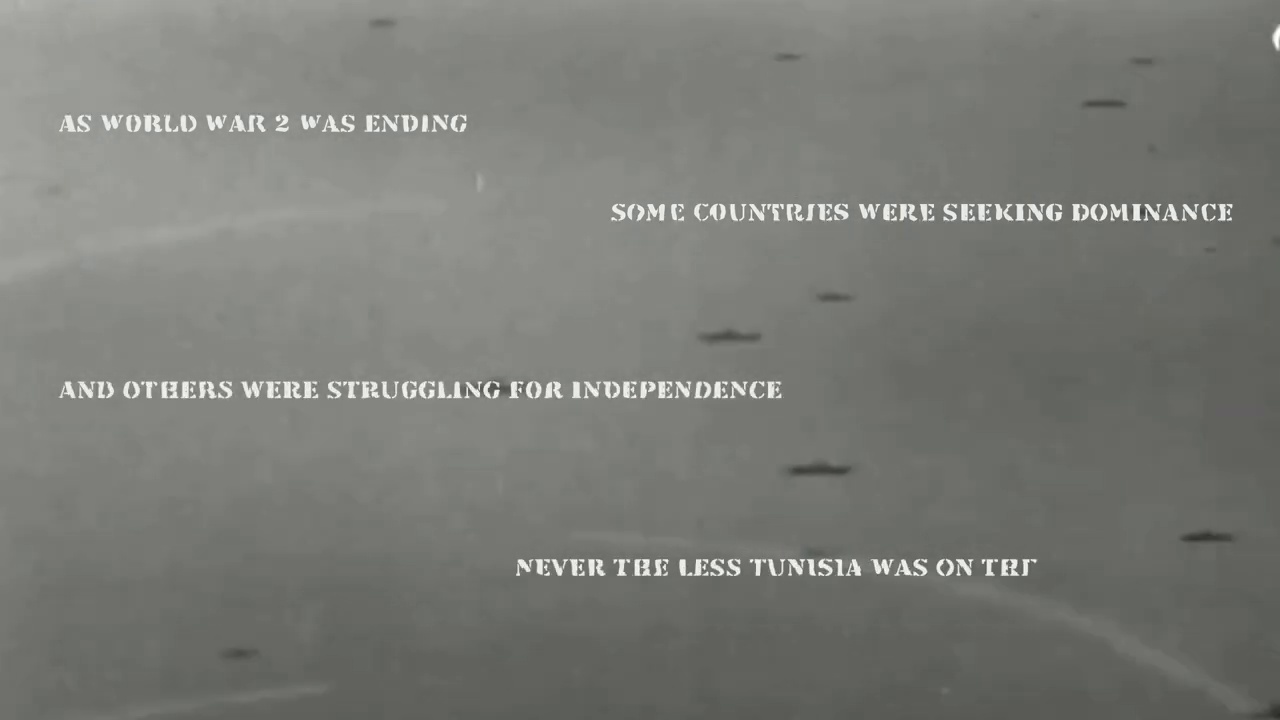 AS WORLD WAR 2 WAS ENDING
SOME COUNTRIES WERE SEEKING DOMINANCE
AND OTHERS WERE STRUGGLING FOR INDEPENDENCE
NEVER THE LESS TUNISIA WAS ON